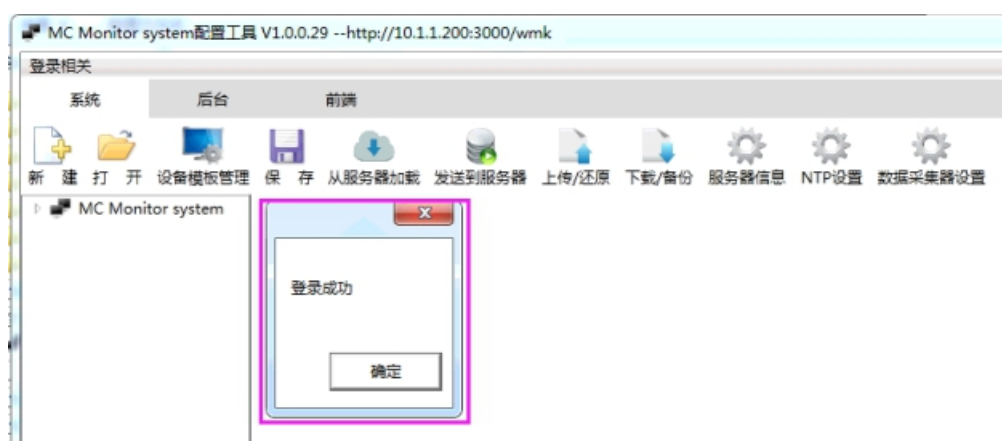 MC Monitor system配置工具 V1.0.0.29 --http://10.1.1.200:3000/wmk
登录相关
系统 后台 前端
新 建 打 开 设备模板管理 保 存 从服务器加载 发送到服务器 上传/还原 下载/备份 服务器信息 NTP设置 数据采集器设置
MC Monitor system
登录成功
确定